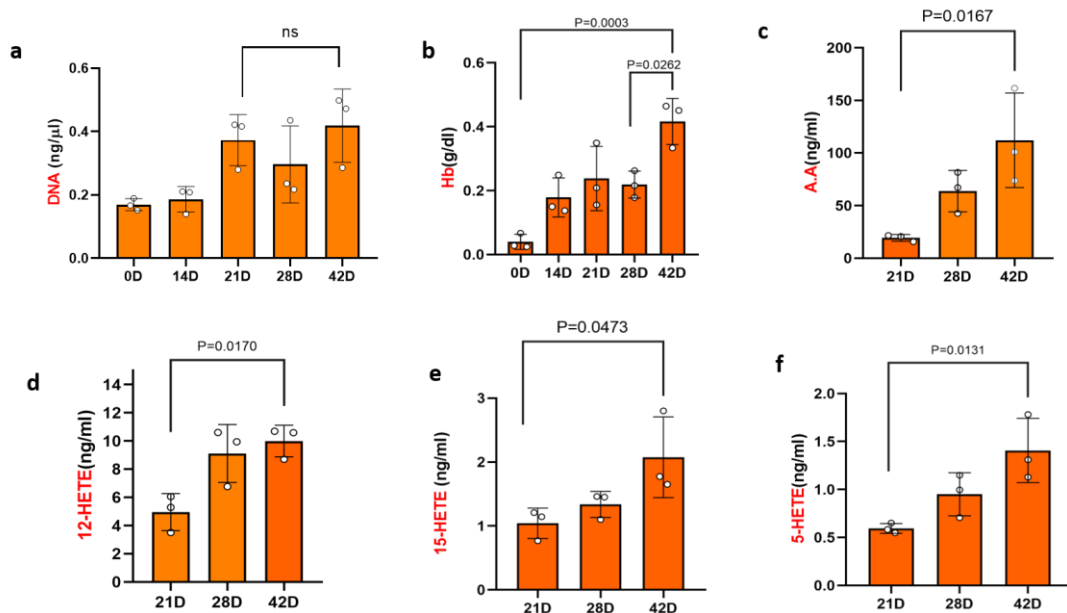 a
ns
DNA (ng/µl)
0.6
0.4
0.2
0.0
0D 14D 21D 28D 42D
b
P=0.0003
P=0.0262
Hb(g/dl)
0.6
0.4
0.2
0.0
0D 14D 21D 28D 42D
c
P=0.0167
A.A(ng/ml)
200
150
100
50
0
21D 28D 42D
d
P=0.0170
12-HETE(ng/ml)
14
12
10
8
6
4
2
0
21D 28D 42D
e
P=0.0473
15-HETE (ng/ml)
3
2
1
0
21D 28D 42D
f
P=0.0131
5-HETE(ng/ml)
2.0
1.5
1.0
0.5
0.0
21D 28D 42D